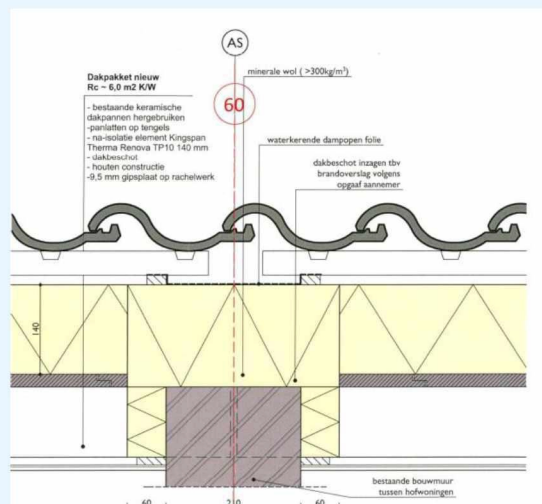 AS
Dakpakket nieuw
Rc ~ 6,0 m2 K/W
- bestaande keramische
dakpannen hergebruiken
-panlatten op tengels
- na-isolatie element Kingspan
Therma Renova TP10 140 mm
- dakbeschot
- houten constructie
-9,5 mm gipsplaat op rachelwerk
minerale wol ( >300kg/m³)
60
waterkerende dampopen folie
dakbeschot inzagen tbv
brandoverslag volgens
opgaaf aannemer
140
bestaande bouwmuur
tussen hofwoningen
60
210
60